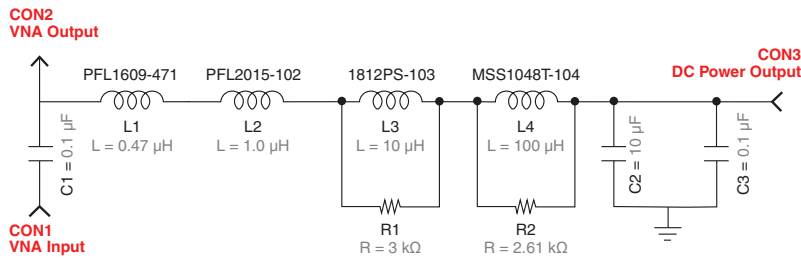 CON2
VNA Output
CON3
DC Power Output
PFL1609-471
PFL2015-102
1812PS-103
MSS1048T-104
L1
L = 0.47 µH
L2
L = 1.0 µH
L3
L = 10 µH
L4
L = 100 µH
C1 = 0.1 µF
C2 = 10 µF
C3 = 0.1 µF
R1
R = 3 kΩ
R2
R = 2.61 kΩ
CON1
VNA Input